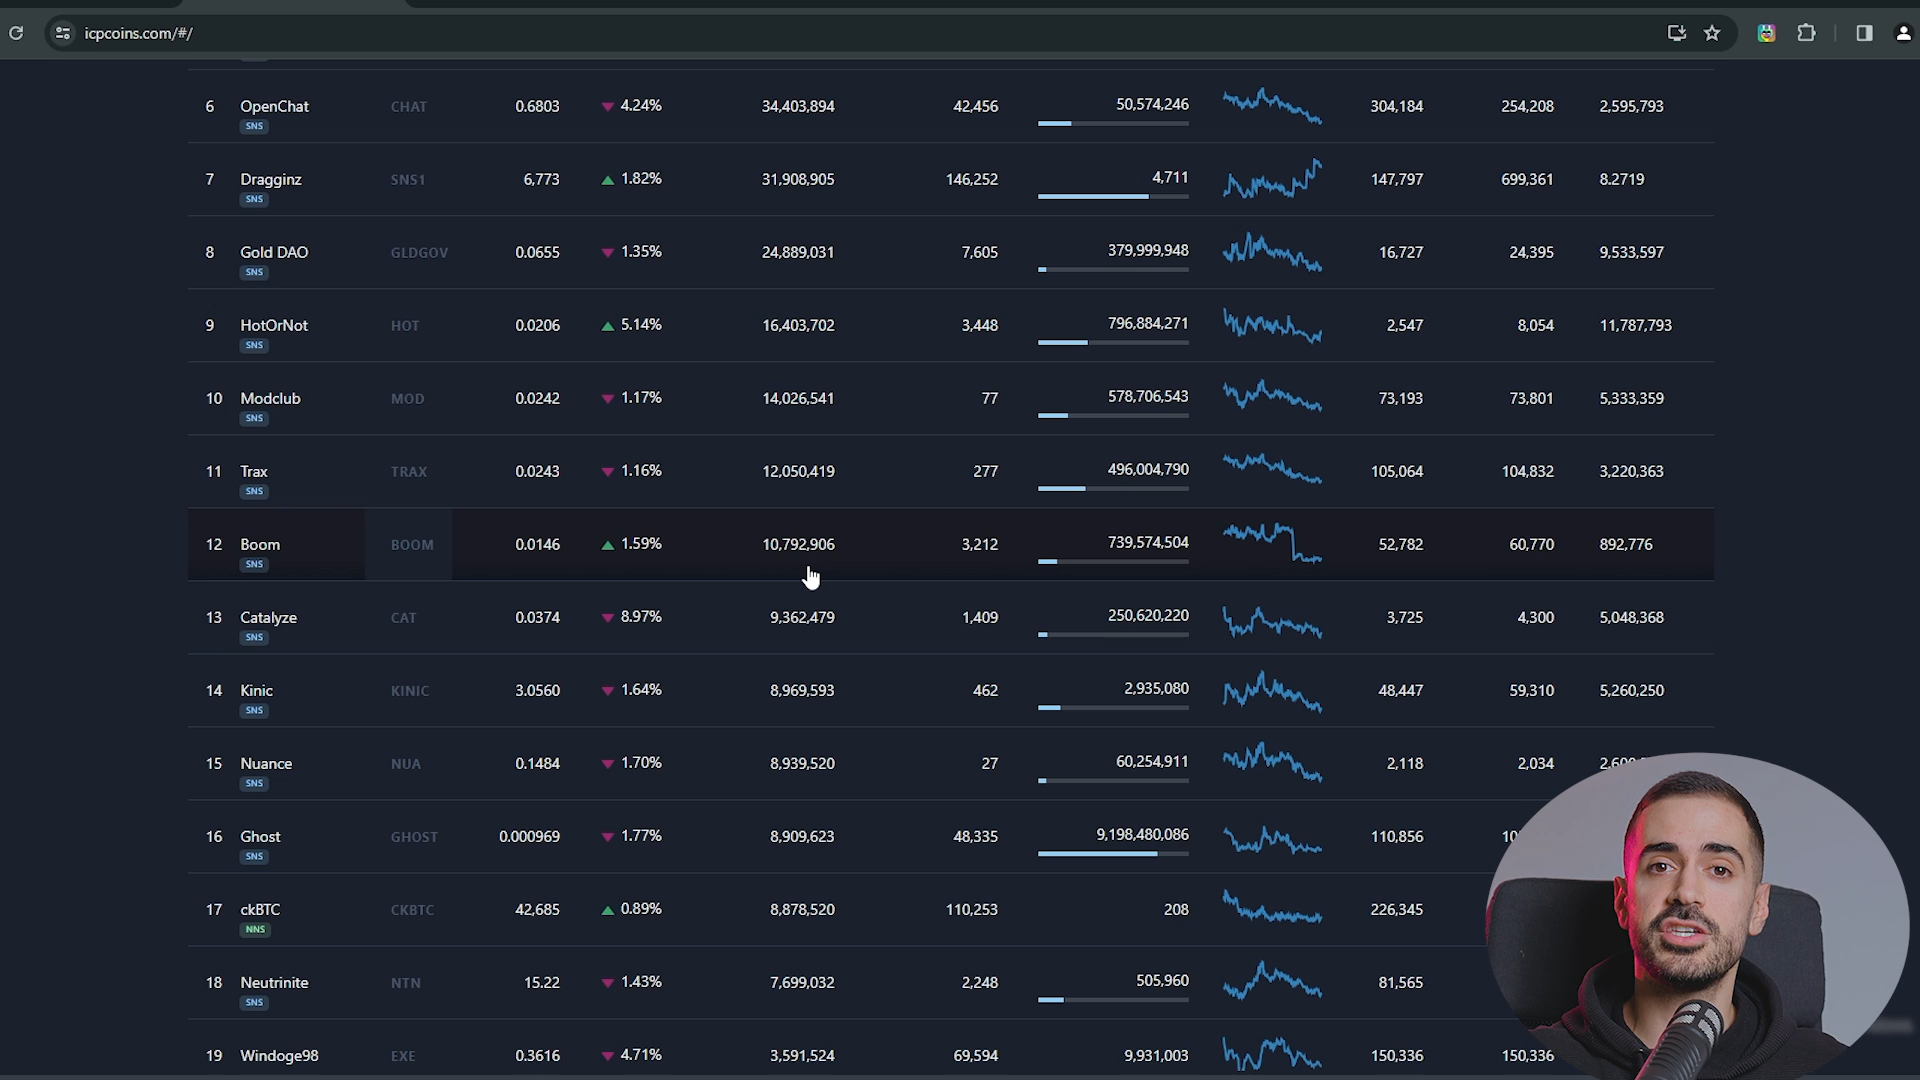 icpcoins.com/#/
6 OpenChat CHAT 0.6803 4.24% 34,403,894 42,456 50,574,246 304,184 254,208 2,595,793
SNS
7 Dragginz SNS1 6,773 1.82% 31,908,905 146,252 4,711 147,797 699,361 8.2719
SNS
8 Gold DAO GLDGOV 0.0655 1.35% 24,889,031 7,605 379,999,948 16,727 24,395 9,533,597
SNS
9 HotOrNot HOT 0.0206 5.14% 16,403,702 3,448 796,884,271 2,547 8,054 11,787,793
SNS
10 Modclub MOD 0.0242 1.17% 14,026,541 77 578,706,543 73,193 73,801 5,333,359
SNS
11 Trax TRAX 0.0243 1.16% 12,050,419 277 496,004,790 105,064 104,832 3,220,363
SNS
12 Boom BOOM 0.0146 1.59% 10,792,906 3,212 739,574,504 52,782 60,770 892,776
SNS
13 Catalyze CAT 0.0374 8.97% 9,362,479 1,409 250,620,220 3,725 4,300 5,048,368
SNS
14 Kinic KINIC 3.0560 1.64% 8,969,593 462 2,935,080 48,447 59,310 5,260,250
SNS
15 Nuance NUA 0.1484 1.70% 8,939,520 27 60,254,911 2,118 2,034
SNS
16 Ghost GHOST 0.000969 1.77% 8,909,623 48,335 9,198,480,086 110,856
SNS
17 ckBTC CKBTC 42,685 0.89% 8,878,520 110,253 208 226,345
NNS
18 Neutrinite NTN 15.22 1.43% 7,699,032 2,248 505,960 81,565
SNS
19 Windoge98 EXE 0.3616 4.71% 3,591,524 69,594 9,931,003 150,336 150,336